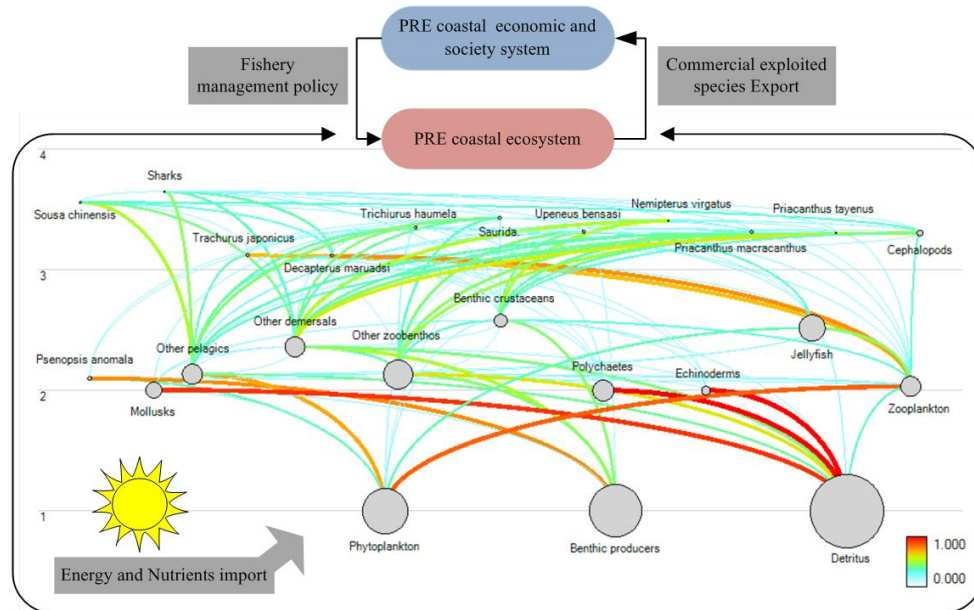 PRE coastal economic and
society system
Fishery
management policy
Commercial exploited
species Export
PRE coastal ecosystem
4
Sharks
Sousa chinensis
Trichiurus haumela
Upeneus bensasi
Nemipterus virgatus
Priacanthus tayenus
Trachurus japonicus
Saurida.
Decapterus maruadsi
Priacanthus macracanthus
Cephalopods
3
Benthic crustaceans
Other demersals
Other zoobenthos
Other pelagics
Jellyfish
Psenopsis anomala
Polychaetes
Echinoderms
2
Mollusks
Zooplankton
1
Phytoplankton
Benthic producers
Detritus
1.000
0.000
Energy and Nutrients import